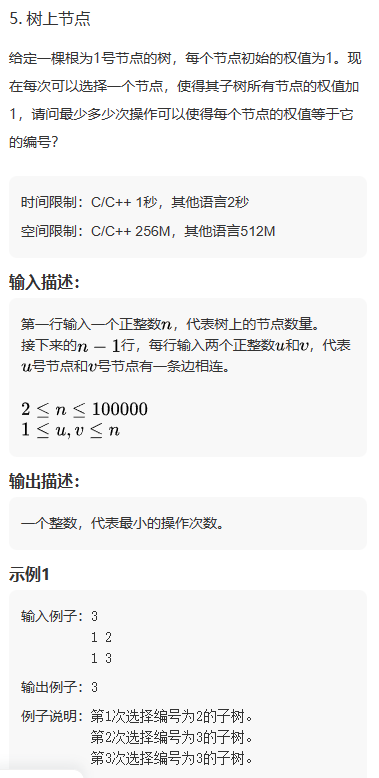 5. 树上节点
给定一棵根为1号节点的树，每个节点初始的权值为1。现
在每次可以选择一个节点，使得其子树所有节点的权值加
1，请问最少多少次操作可以使得每个节点的权值等于它
的编号？
时间限制：C/C++ 1秒，其他语言2秒
空间限制：C/C++ 256M，其他语言512M
输入描述：
第一行输入一个正整数n，代表树上的节点数量。
接下来的n − 1行，每行输入两个正整数u和v，代表
u号节点和v号节点有一条边相连。
2 ≤ n ≤ 100000
1 ≤ u, v ≤ n
输出描述：
一个整数，代表最小的操作次数。
示例1
输入例子：3
1 2
1 3
输出例子：3
例子说明：第1次选择编号为2的子树。
第2次选择编号为3的子树。
第3次选择编号为3的子树。